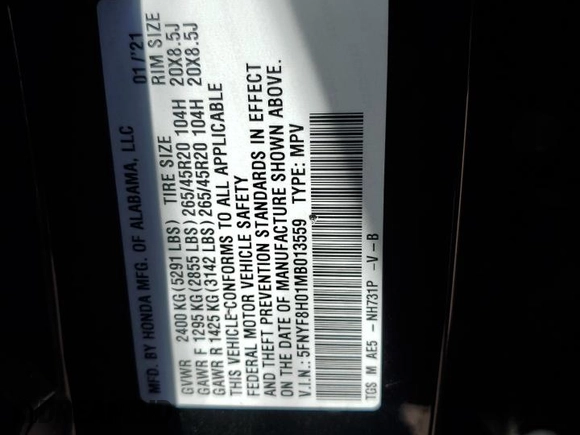 MFD. BY HONDA MFG. OF ALABAMA, LLC 01/'21
GVWR 2400 KG (5291 LBS) TIRE SIZE RIM SIZE
GAWR F 1295 KG (2855 LBS) 265/45R20 104H 20X8.5J
GAWR R 1425 KG (3142 LBS) 265/45R20 104H 20X8.5J
THIS VEHICLE CONFORMS TO ALL APPLICABLE
FEDERAL MOTOR VEHICLE SAFETY
AND THEFT PREVENTION STANDARDS IN EFFECT
ON THE DATE OF MANUFACTURE SHOWN ABOVE.
V.I.N.: 5FNYF8H01MB013559 TYPE: MPV
TGS M AE5 -NH731P -V -B